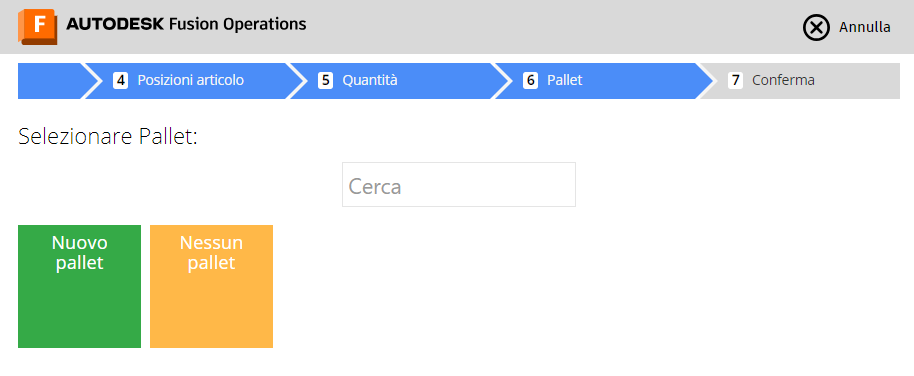 F AUTODESK Fusion Operations
Annulla
4 Posizioni articolo
5 Quantità
6 Pallet
7 Conferma
Selezionare Pallet:
Cerca
Nuovo
pallet
Nessun
pallet